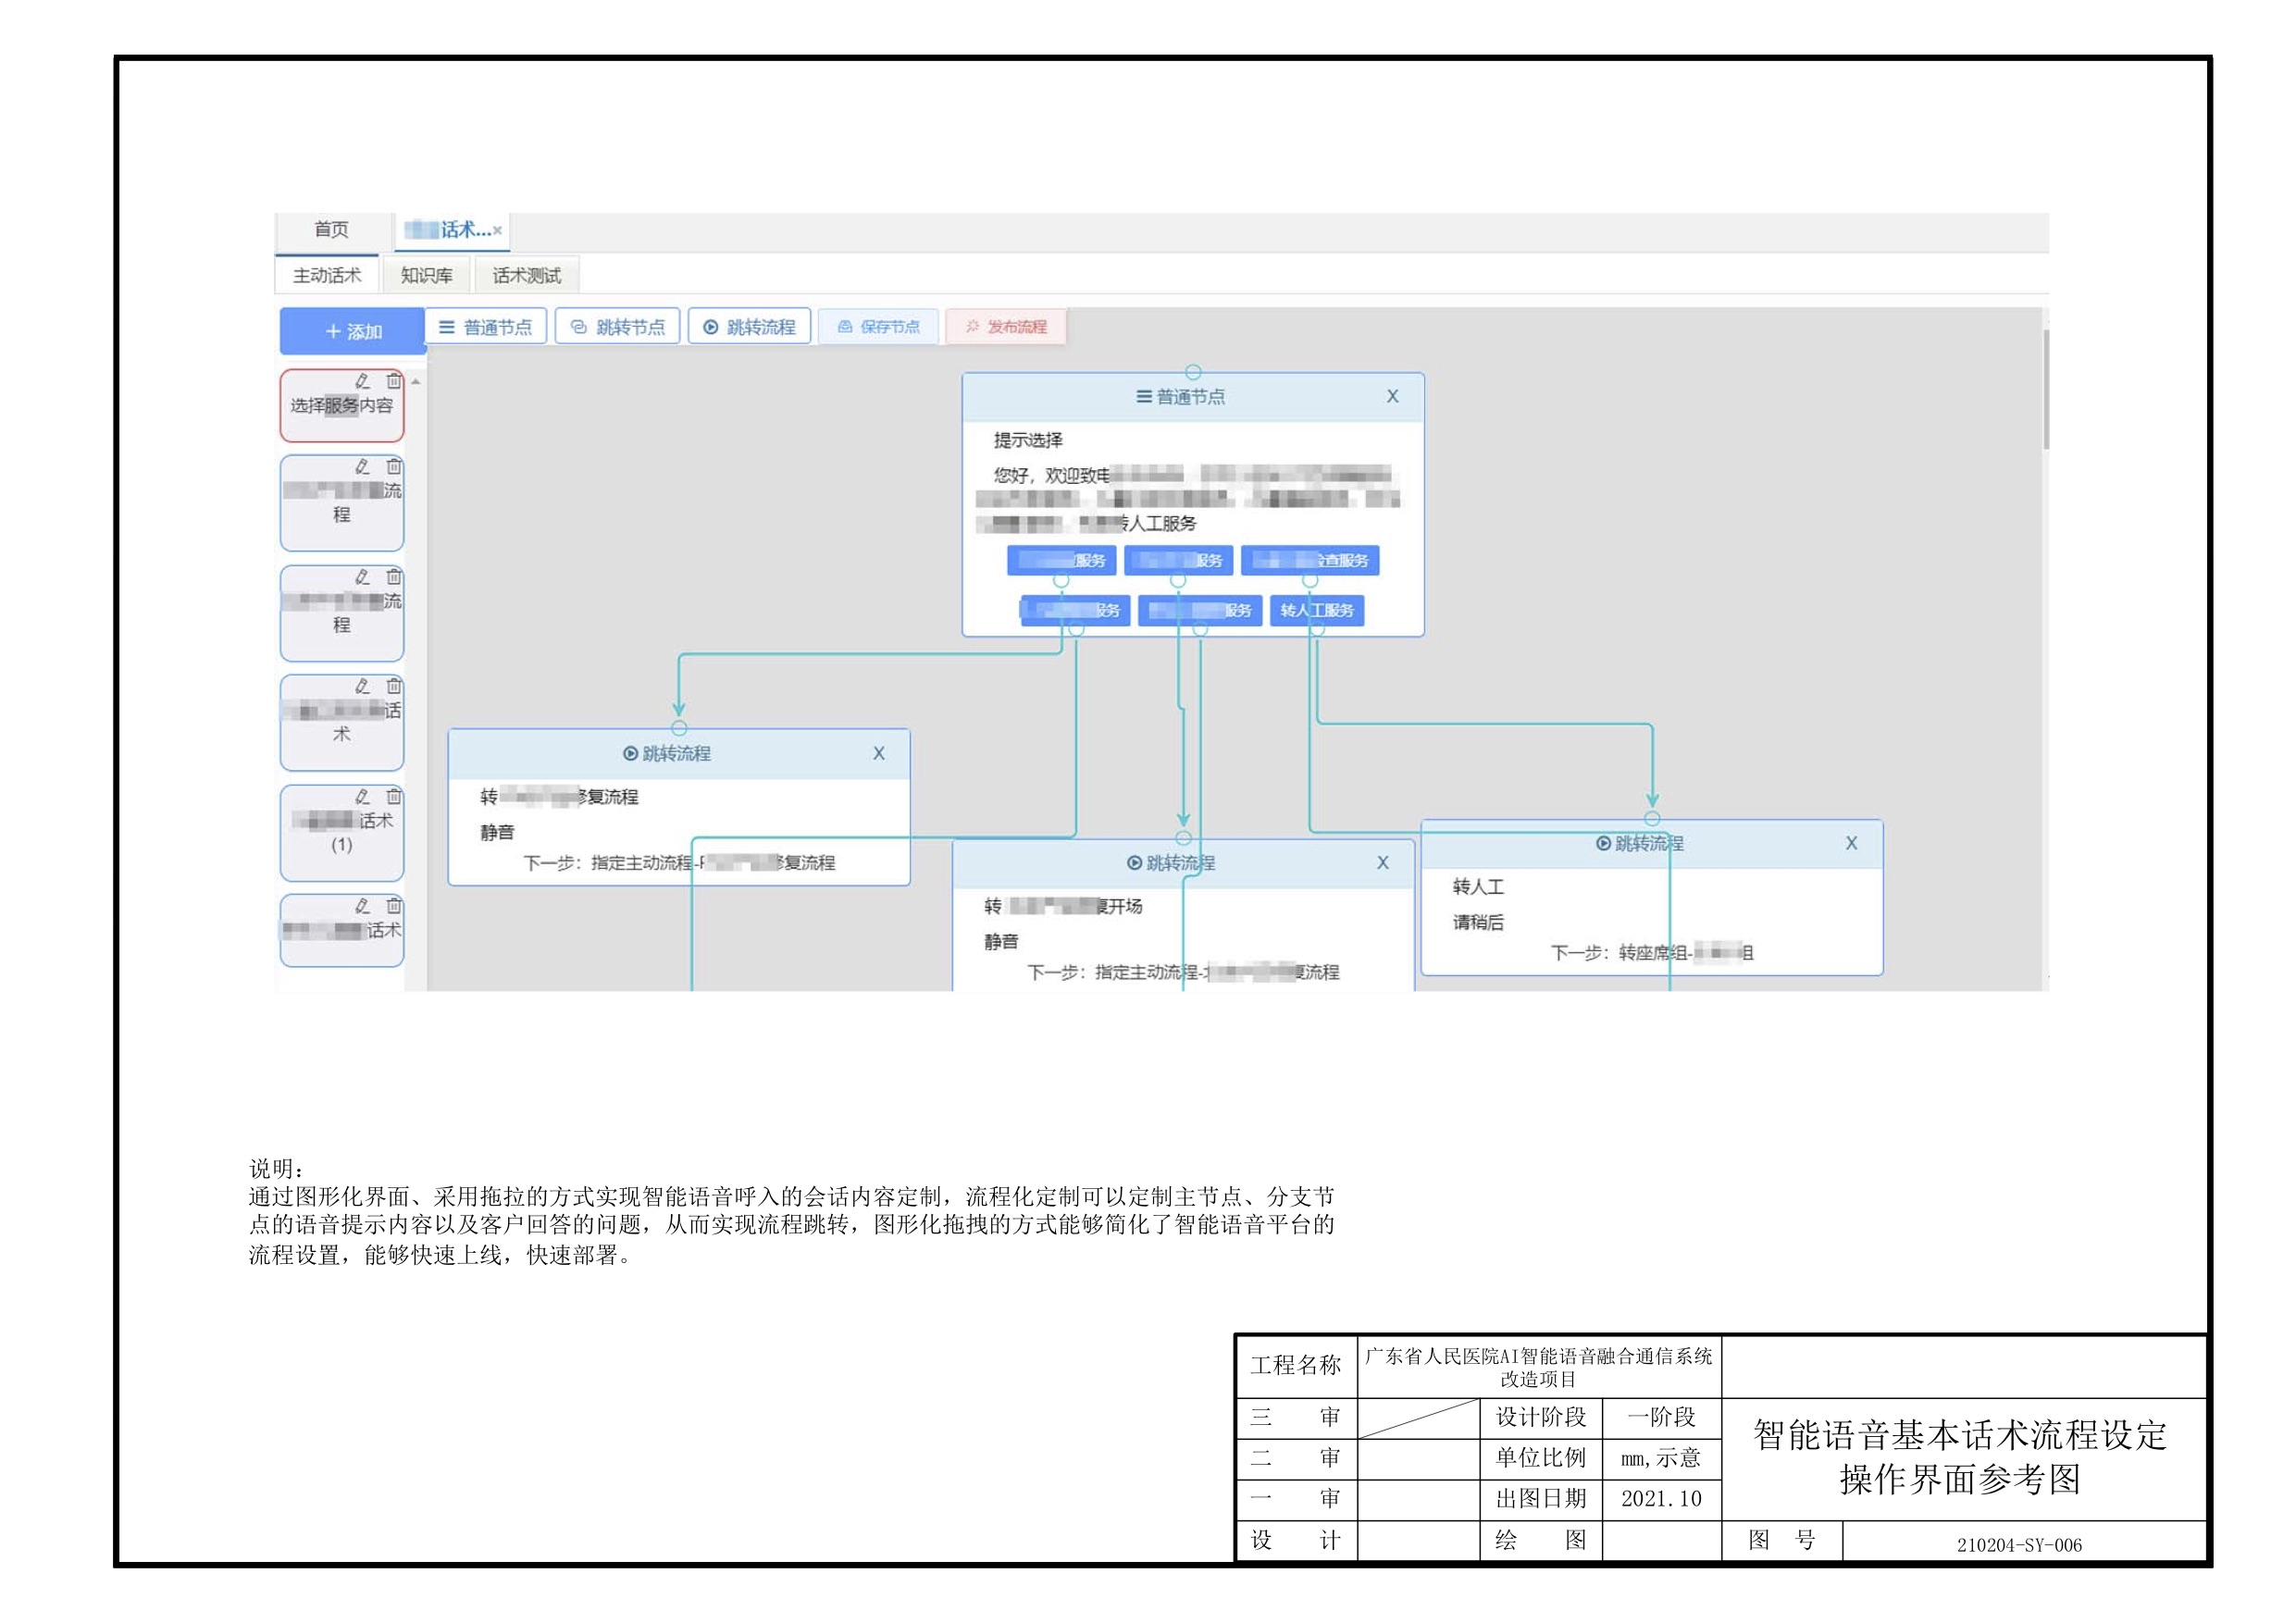 首页
话术...×
主动话术 知识库 话术测试
+ 添加 普通节点 跳转节点 跳转流程 保存节点 发布流程
选择服务内容
流
程
流
程
话
术
话术
(1)
话术
普通节点 X
提示选择
您好，欢迎致电
转人工服务
服务 服务 检查服务
服务 服务 转人工服务
跳转流程 X
转 修复流程
静音
下一步：指定主动流程- 修复流程
跳转流程 X
转 复开场
静音
下一步：指定主动流程- 复流程
跳转流程 X
转人工
请稍后
下一步：转座席组- 组
说明：
通过图形化界面、采用拖拉的方式实现智能语音呼入的会话内容定制，流程化定制可以定制主节点、分支节
点的语音提示内容以及客户回答的问题，从而实现流程跳转，图形化拖拽的方式能够简化了智能语音平台的
流程设置，能够快速上线，快速部署。
工程名称 广东省人民医院AI智能语音融合通信系统
改造项目
三 审 设计阶段 一阶段
二 审 单位比例 mm,示意
一 审 出图日期 2021.10
设 计 绘 图
智能语音基本话术流程设定
操作界面参考图
图 号 210204-SY-006